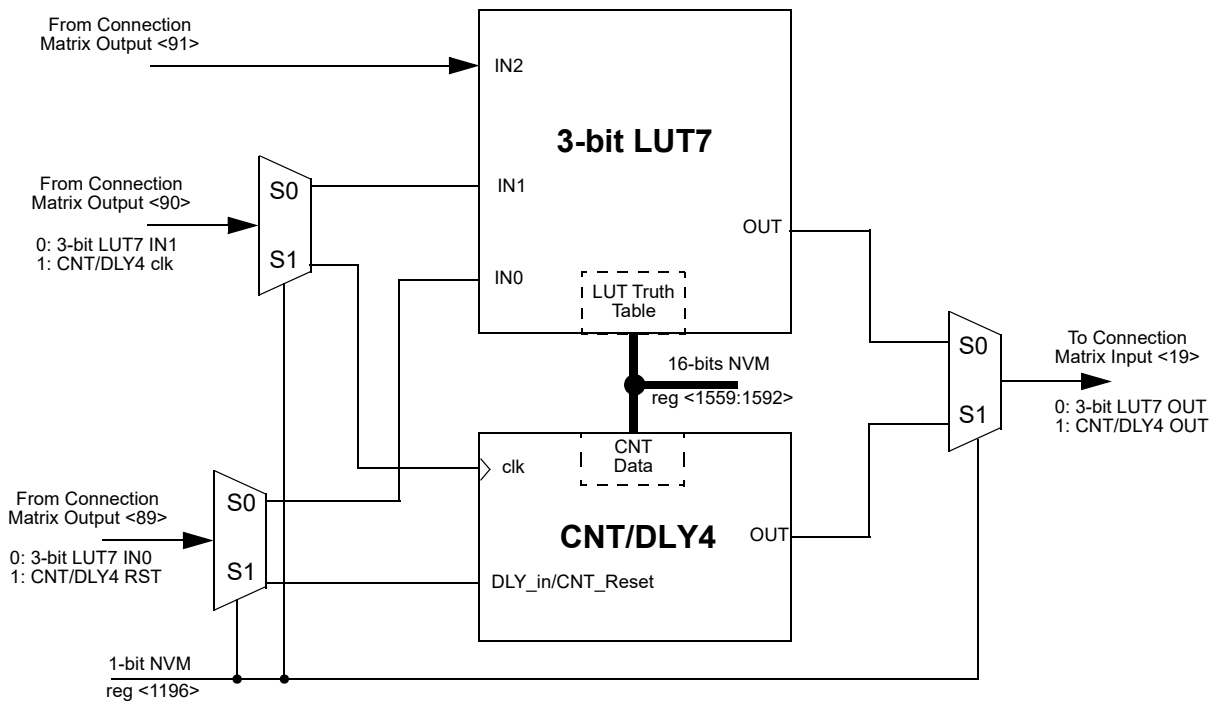 From Connection
Matrix Output <91>
IN2
3-bit LUT7
From Connection
Matrix Output <90>
S0
IN1
0: 3-bit LUT7 IN1
1: CNT/DLY4 clk
S1
OUT
IN0
LUT Truth
Table
S0
To Connection
Matrix Input <19>
16-bits NVM
reg <1559:1592>
S1
0: 3-bit LUT7 OUT
1: CNT/DLY4 OUT
CNT
Data
clk
From Connection
Matrix Output <89>
S0
CNT/DLY4
OUT
0: 3-bit LUT7 IN0
1: CNT/DLY4 RST
S1
DLY_in/CNT_Reset
1-bit NVM
reg <1196>